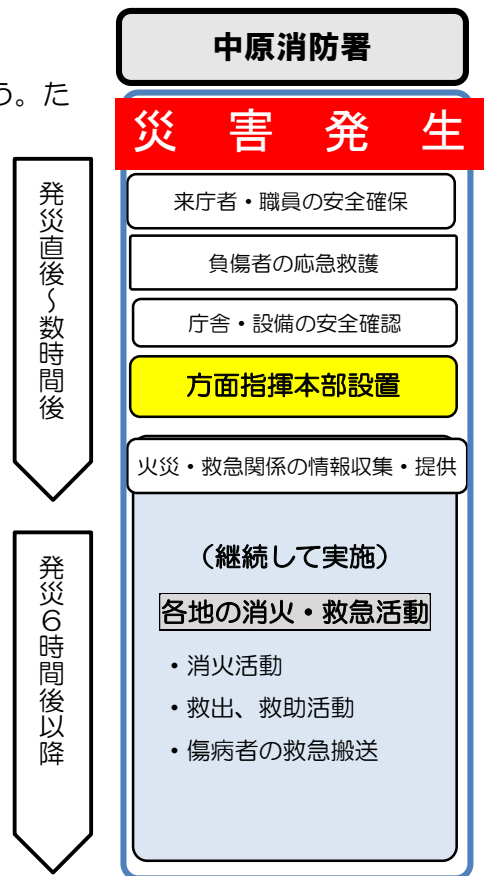 中原消防署
う。た
災害発生
発災直後～数時間後
来庁者・職員の安全確保
負傷者の応急救護
庁舎・設備の安全確認
方面指揮本部設置
火災・救急関係の情報収集・提供
発災6時間後以降
（継続して実施）
各地の消火・救急活動
・消火活動
・救出、救助活動
・傷病者の救急搬送